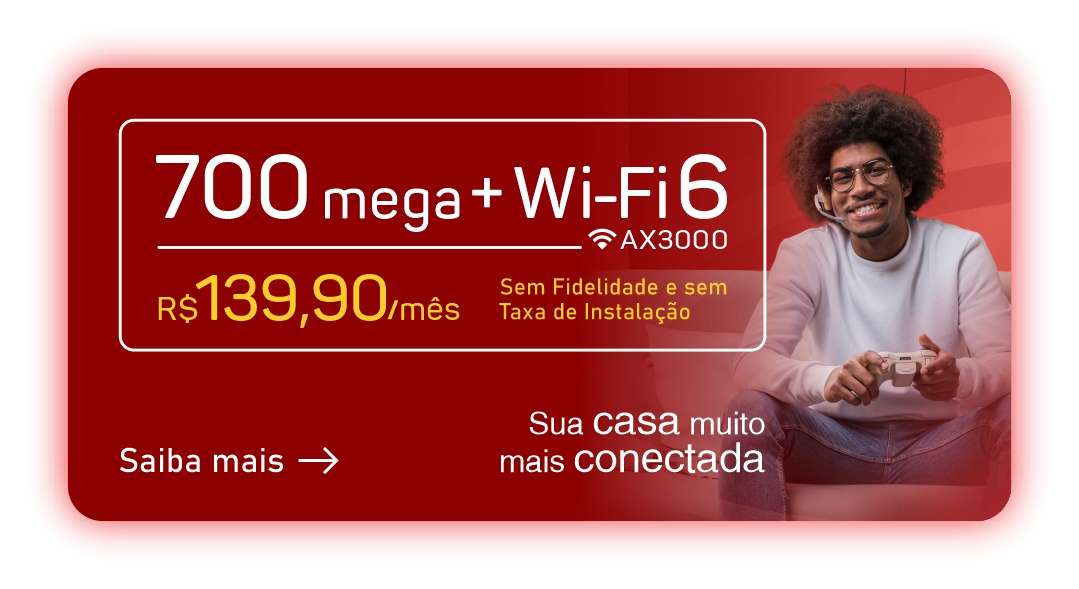 700 mega + Wi-Fi 6
AX3000
R$139,90/mês
Sem Fidelidade e sem
Taxa de Instalação
Sua casa muito
mais conectada
Saiba mais →